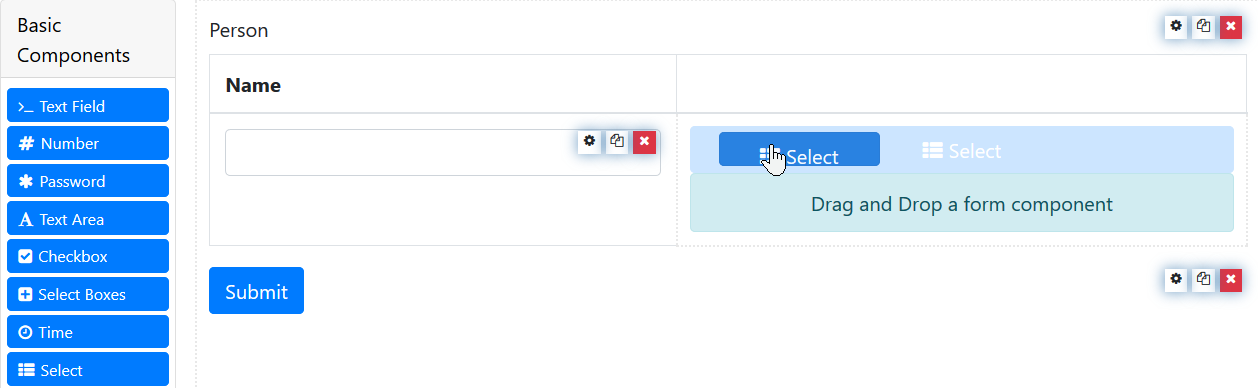 Basic
Components
Text Field
Number
Password
Text Area
Checkbox
Select Boxes
Time
Select
Person
Name
Select
Select
Drag and Drop a form component
Submit